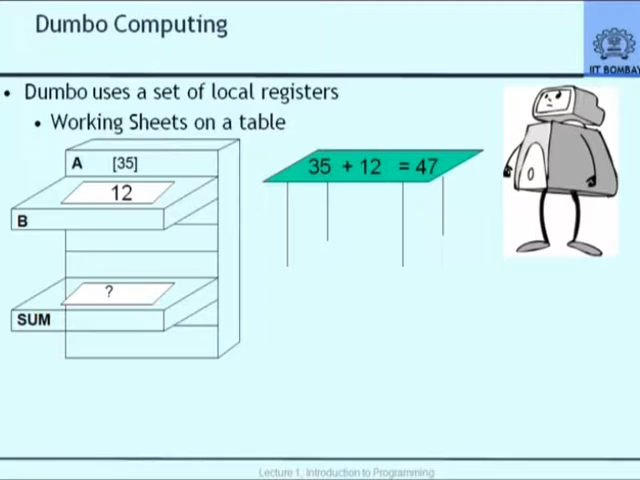 Dumbo Computing
IIT BOMBAY
• Dumbo uses a set of local registers
• Working Sheets on a table
A [35]
35 + 12 = 47
12
B
?
SUM
Lecture 1, Introduction to Programming